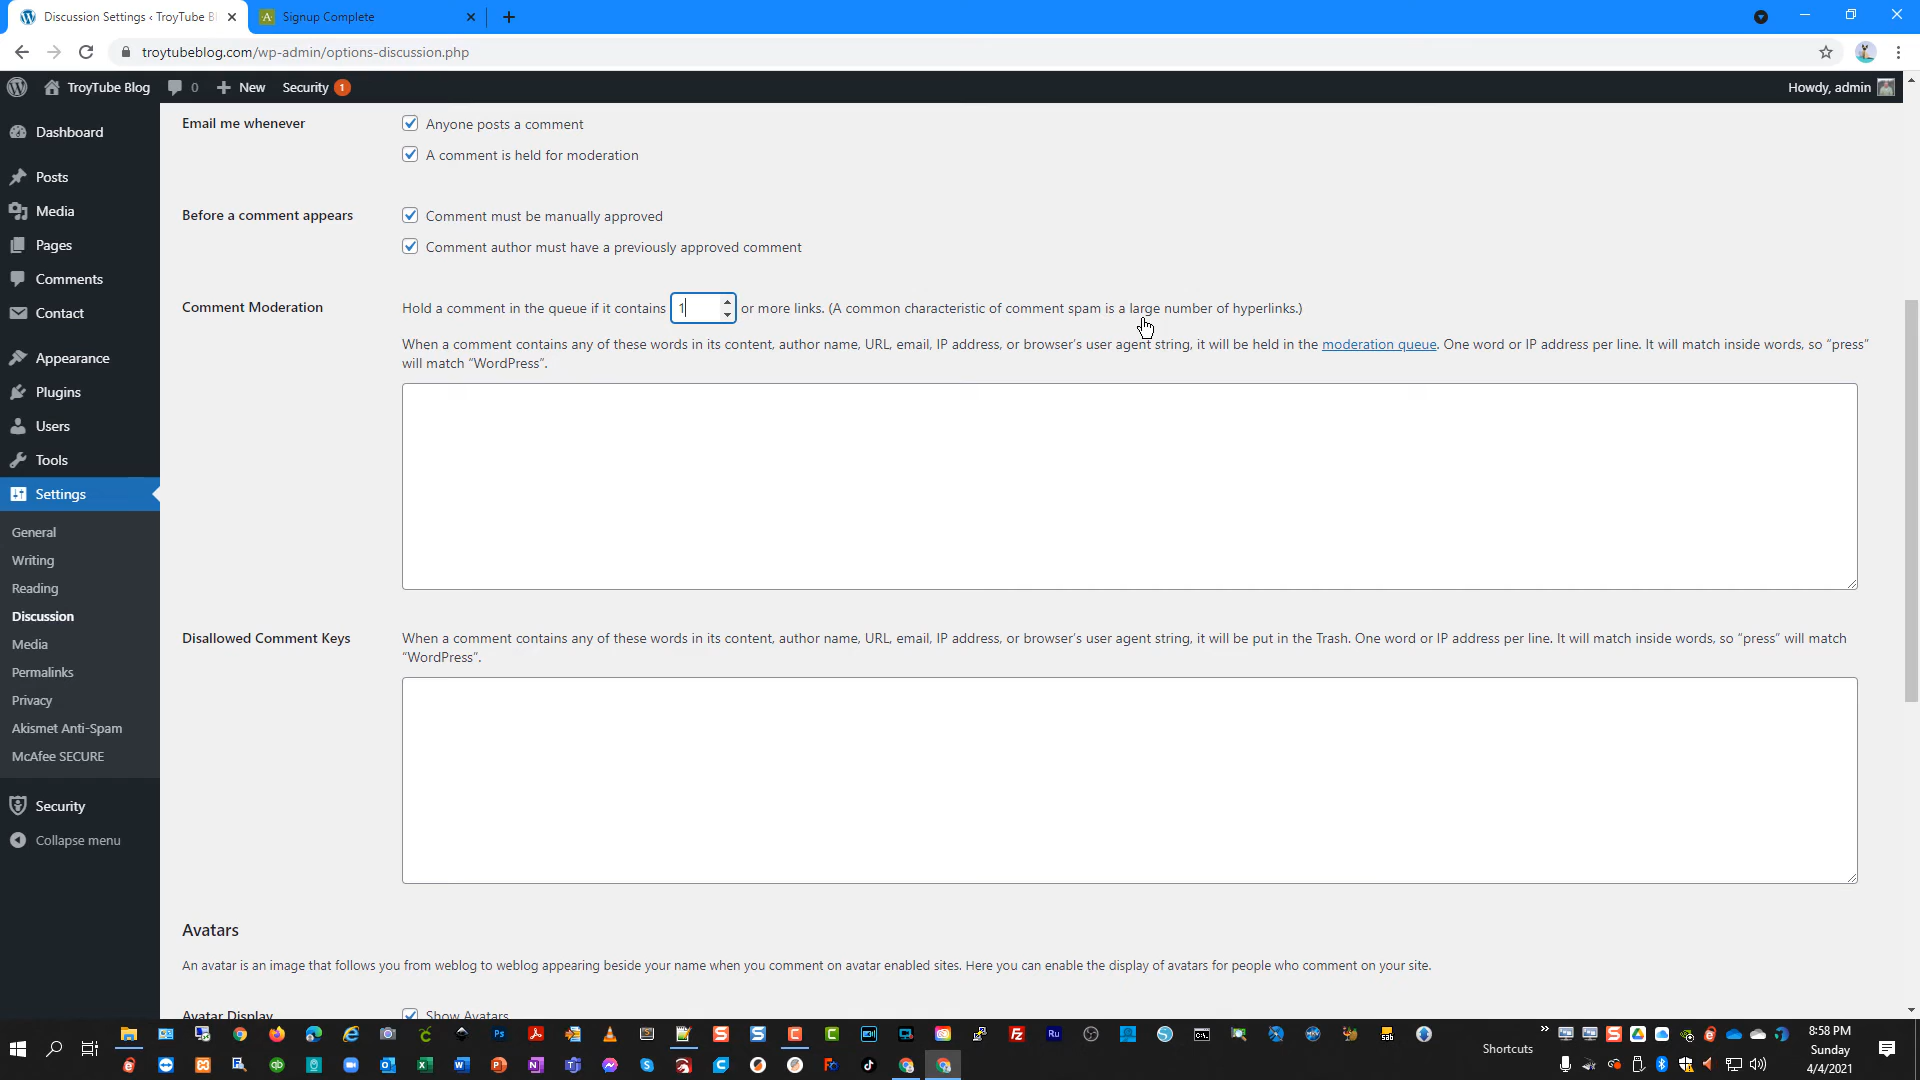 Discussion Settings ‹ TroyTube B
Signup Complete
troytubeblog.com/wp-admin/options-discussion.php
TroyTube Blog
0
New
Security 1
Howdy, admin
Dashboard
Posts
Media
Pages
Comments
Contact
Appearance
Plugins
Users
Tools
Settings
General
Writing
Reading
Discussion
Media
Permalinks
Privacy
Akismet Anti-Spam
McAfee SECURE
Security
Collapse menu
Email me whenever
Anyone posts a comment
A comment is held for moderation
Before a comment appears
Comment must be manually approved
Comment author must have a previously approved comment
Comment Moderation
Hold a comment in the queue if it contains 1 or more links. (A common characteristic of comment spam is a large number of hyperlinks.)
When a comment contains any of these words in its content, author name, URL, email, IP address, or browser’s user agent string, it will be held in the moderation queue. One word or IP address per line. It will match inside words, so “press”
will match “WordPress”.
Disallowed Comment Keys
When a comment contains any of these words in its content, author name, URL, email, IP address, or browser’s user agent string, it will be put in the Trash. One word or IP address per line. It will match inside words, so “press” will match
“WordPress”.
Avatars
An avatar is an image that follows you from weblog to weblog appearing beside your name when you comment on avatar enabled sites. Here you can enable the display of avatars for people who comment on your site.
Avatar Display
Show Avatars
Shortcuts
8:58 PM
Sunday
4/4/2021